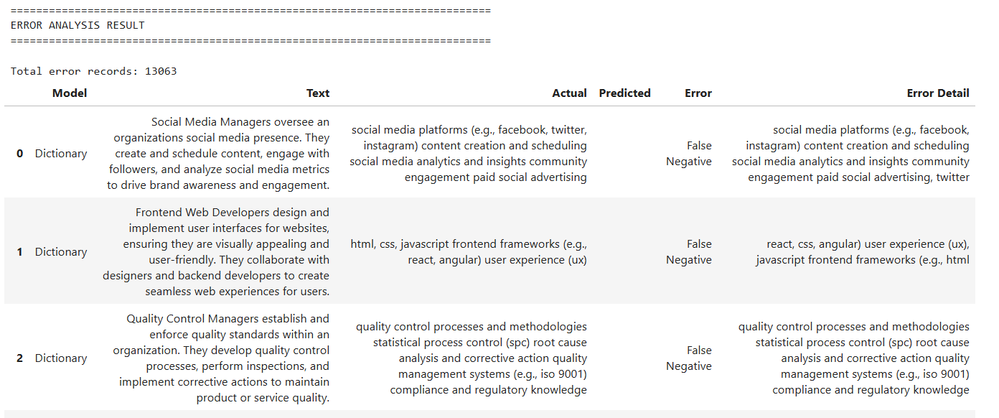 ===========================================================================
ERROR ANALYSIS RESULT
===========================================================================
Total error records: 13063
Model Text Actual Predicted Error Error Detail
0 Dictionary
Social Media Managers oversee an
organizations social media presence. They
create and schedule content, engage with
followers, and analyze social media metrics
to drive brand awareness and engagement.
social media platforms (e.g., facebook, twitter,
instagram) content creation and scheduling
social media analytics and insights community
engagement paid social advertising
False
Negative
social media platforms (e.g., facebook,
instagram) content creation and scheduling
social media analytics and insights community
engagement paid social advertising, twitter
1 Dictionary
Frontend Web Developers design and
implement user interfaces for websites,
ensuring they are visually appealing and
user-friendly. They collaborate with
designers and backend developers to create
seamless web experiences for users.
html, css, javascript frontend frameworks (e.g.,
react, angular) user experience (ux)
False
Negative
react, css, angular) user experience (ux),
javascript frontend frameworks (e.g., html
2 Dictionary
Quality Control Managers establish and
enforce quality standards within an
organization. They develop quality control
processes, perform inspections, and
implement corrective actions to maintain
product or service quality.
quality control processes and methodologies
statistical process control (spc) root cause
analysis and corrective action quality
management systems (e.g., iso 9001)
compliance and regulatory knowledge
False
Negative
quality control processes and methodologies
statistical process control (spc) root cause
analysis and corrective action quality
management systems (e.g., iso 9001)
compliance and regulatory knowledge